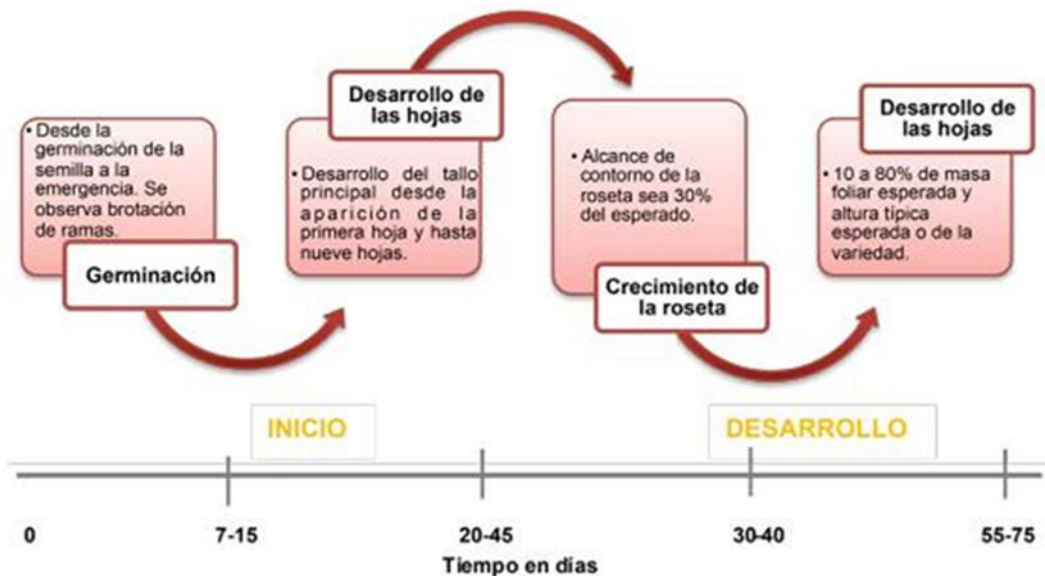 • Desde la
germinación de la
semilla a la
emergencia. Se
observa brotación
de ramas.
Germinación
Desarrollo de
las hojas
• Desarrollo del tallo
principal desde la
aparición de la
primera hoja y hasta
nueve hojas.
• Alcance de
contorno de la
roseta sea 30%
del esperado.
Crecimiento de
la roseta
Desarrollo de
las hojas
• 10 a 80% de masa
foliar esperada y
altura típica
esperada o de la
variedad.
INICIO
DESARROLLO
0
7-15
20-45
30-40
55-75
Tiempo en días